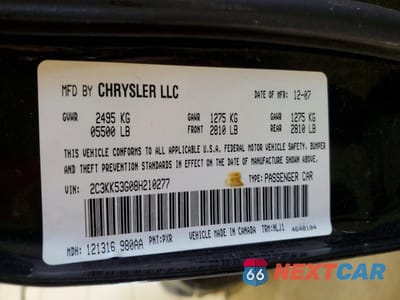 MFD BY CHRYSLER LLC DATE OF MFR: 12-07
GVWR 2495 KG GAWR 1275 KG GAWR 1275 KG
05500 LB FRONT 2810 LB REAR 2810 LB
THIS VEHICLE CONFORMS TO ALL APPLICABLE U.S.A. FEDERAL MOTOR VEHICLE SAFETY, BUMPER,
AND THEFT PREVENTION STANDARDS IN EFFECT ON THE DATE OF MANUFACTURE SHOWN ABOVE.
VIN: 2C3KK53G08H210277 TYPE: PASSENGER CAR
MDH: 121316 980AA PNT: PXR VEHICLE MADE IN CANADA TRM: MLJ1 4648104
66 NEXTCAR